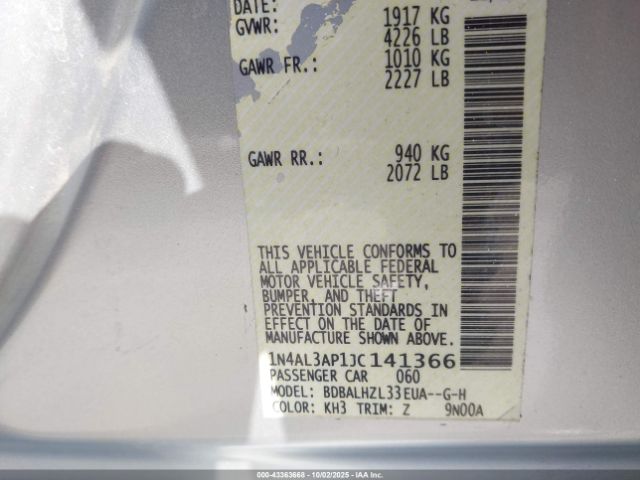 DATE:
GVWR: 1917 KG
4226 LB
GAWR FR.: 1010 KG
2227 LB
GAWR RR.: 940 KG
2072 LB
THIS VEHICLE CONFORMS TO
ALL APPLICABLE FEDERAL
MOTOR VEHICLE SAFETY,
BUMPER, AND THEFT
PREVENTION STANDARDS IN
EFFECT ON THE DATE OF
MANUFACTURE SHOWN ABOVE.
1N4AL3AP1JC141366
PASSENGER CAR 060
MODEL: BDBALHZL33EUA--G-H
COLOR: KH3 TRIM: Z 9N00A
000-43363668 - 10/02/2025 - IAA Inc.